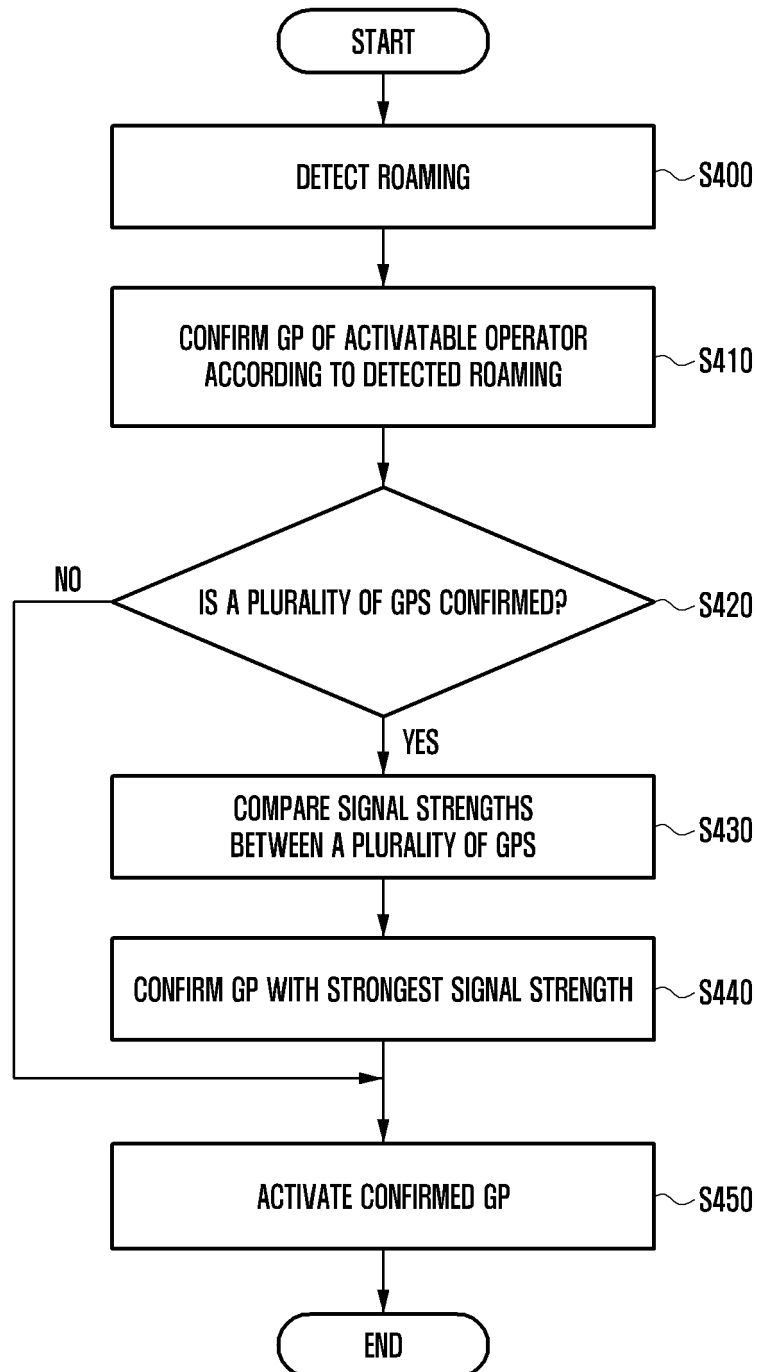 START
DETECT ROAMING
S400
CONFIRM GP OF ACTIVATABLE OPERATOR
ACCORDING TO DETECTED ROAMING
S410
NO
IS A PLURALITY OF GPS CONFIRMED?
S420
YES
COMPARE SIGNAL STRENGTHS
BETWEEN A PLURALITY OF GPS
S430
CONFIRM GP WITH STRONGEST SIGNAL STRENGTH
S440
ACTIVATE CONFIRMED GP
S450
END